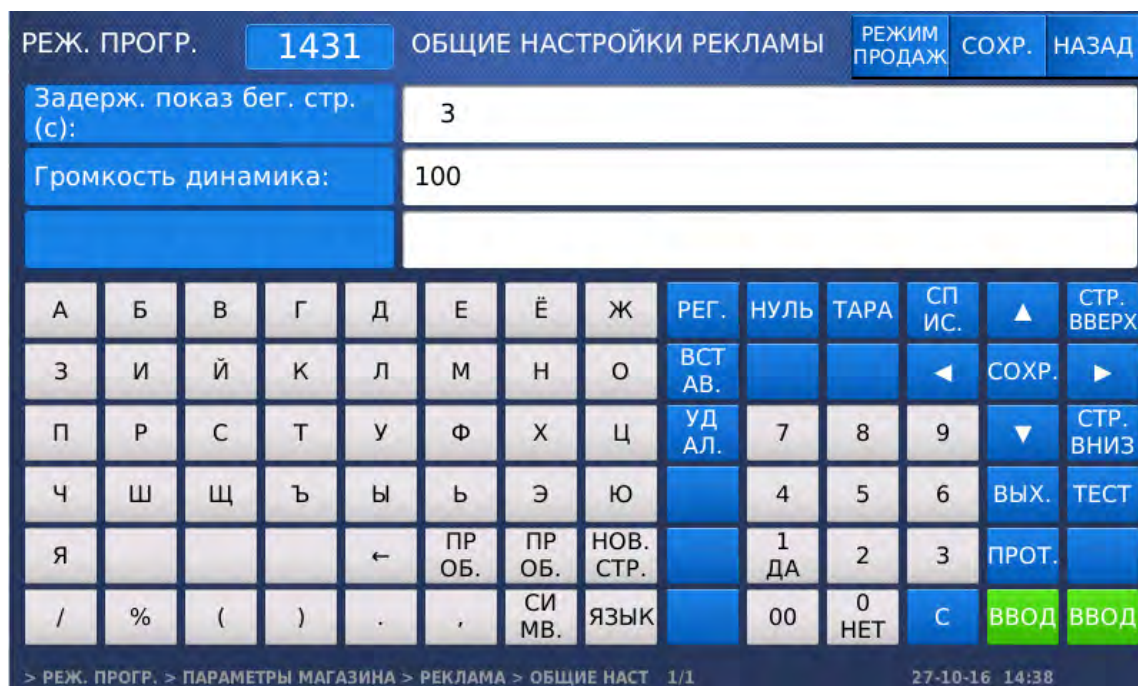 РЕЖ. ПРОГР. 1431 ОБЩИЕ НАСТРОЙКИ РЕКЛАМЫ РЕЖИМ ПРОДАЖ СОХР. НАЗАД
Задерж. показ бег. стр. (с): 3
Громкость динамика: 100
А Б В Г Д Е Ё Ж РЕГ. НУЛЬ ТАРА СП ИС. ▲ СТР. ВВЕРХ
З И Й К Л М Н О ВСТ АВ. ◀ СОХР. ▶
П Р С Т У Ф Х Ц УД АЛ. 7 8 9 ▼ СТР. ВНИЗ
Ч Ш Щ Ъ Ы Ь Э Ю 4 5 6 ВЫХ. ТЕСТ
Я ← ПР ОБ. ПР ОБ. НОВ. СТР. 1 ДА 2 3 ПРОТ.
/ % ( ) . , СИ МВ. ЯЗЫК 00 0 НЕТ C ВВОД ВВОД
> РЕЖ. ПРОГР. > ПАРАМЕТРЫ МАГАЗИНА > РЕКЛАМА > ОБЩИЕ НАСТ 1/1 27-10-16 14:38